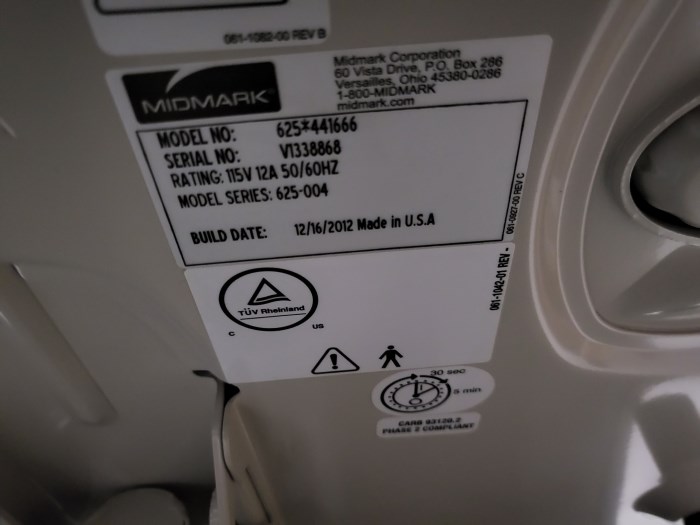 061-1082-00 REV B
MIDMARK
Midmark Corporation
60 Vista Drive, P.O. Box 286
Versailles, Ohio 45380-0286
1-800-MIDMARK
midmark.com
MODEL NO: 625*441666
SERIAL NO: V1338868
RATING: 115V 12A 50/60HZ
MODEL SERIES: 625-004
BUILD DATE: 12/16/2012 Made in U.S.A
061-0927-00 REV C
TÜV Rheinland
C US
061-1042-01 REV -
30 sec
5 min
CARB 93120.2
PHASE 2 COMPLIANT